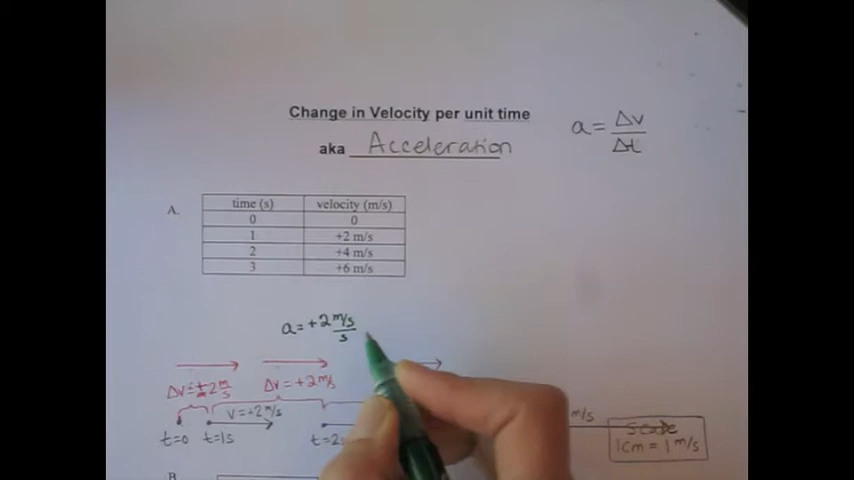 Change in Velocity per unit time
aka Acceleration
a = Δv/Δt
A.
time (s) velocity (m/s)
0 0
1 +2 m/s
2 +4 m/s
3 +6 m/s
a = +2 m/s/s
Δv = +2 m/s Δv = +2 m/s
v = +2 m/s m/s
t=0 t=1s t=2
Scale
1cm = 1 m/s
B